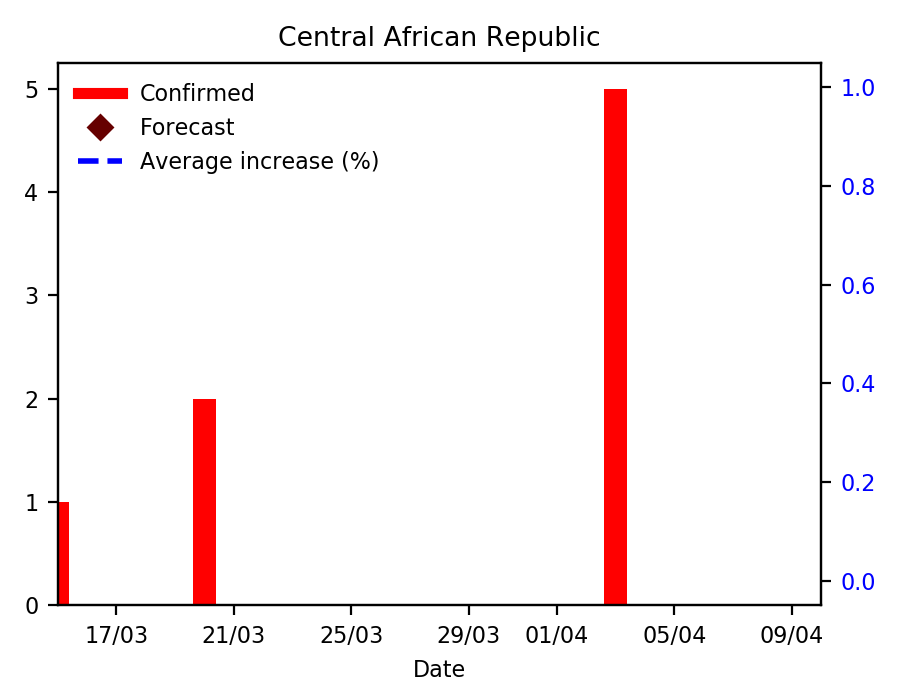 Central African Republic
Confirmed
Forecast
Average increase (%)
5
4
3
2
1
0
1.0
0.8
0.6
0.4
0.2
0.0
17/03 21/03 25/03 29/03 01/04 05/04 09/04
Date